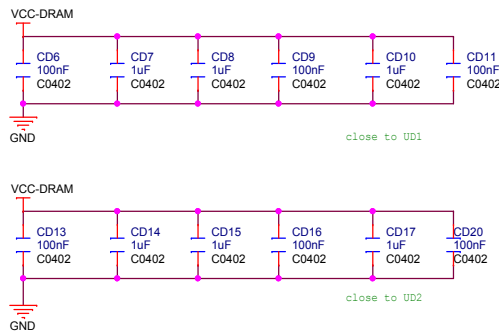 VCC-DRAM
CD6 CD7 CD8 CD9 CD10 CD11
100nF 1uF 1uF 100nF 1uF 100nF
C0402 C0402 C0402 C0402 C0402 C0402
GND
close to UD1
VCC-DRAM
CD13 CD14 CD15 CD16 CD17 CD20
100nF 1uF 1uF 100nF 1uF 100nF
C0402 C0402 C0402 C0402 C0402 C0402
close to UD2
GND